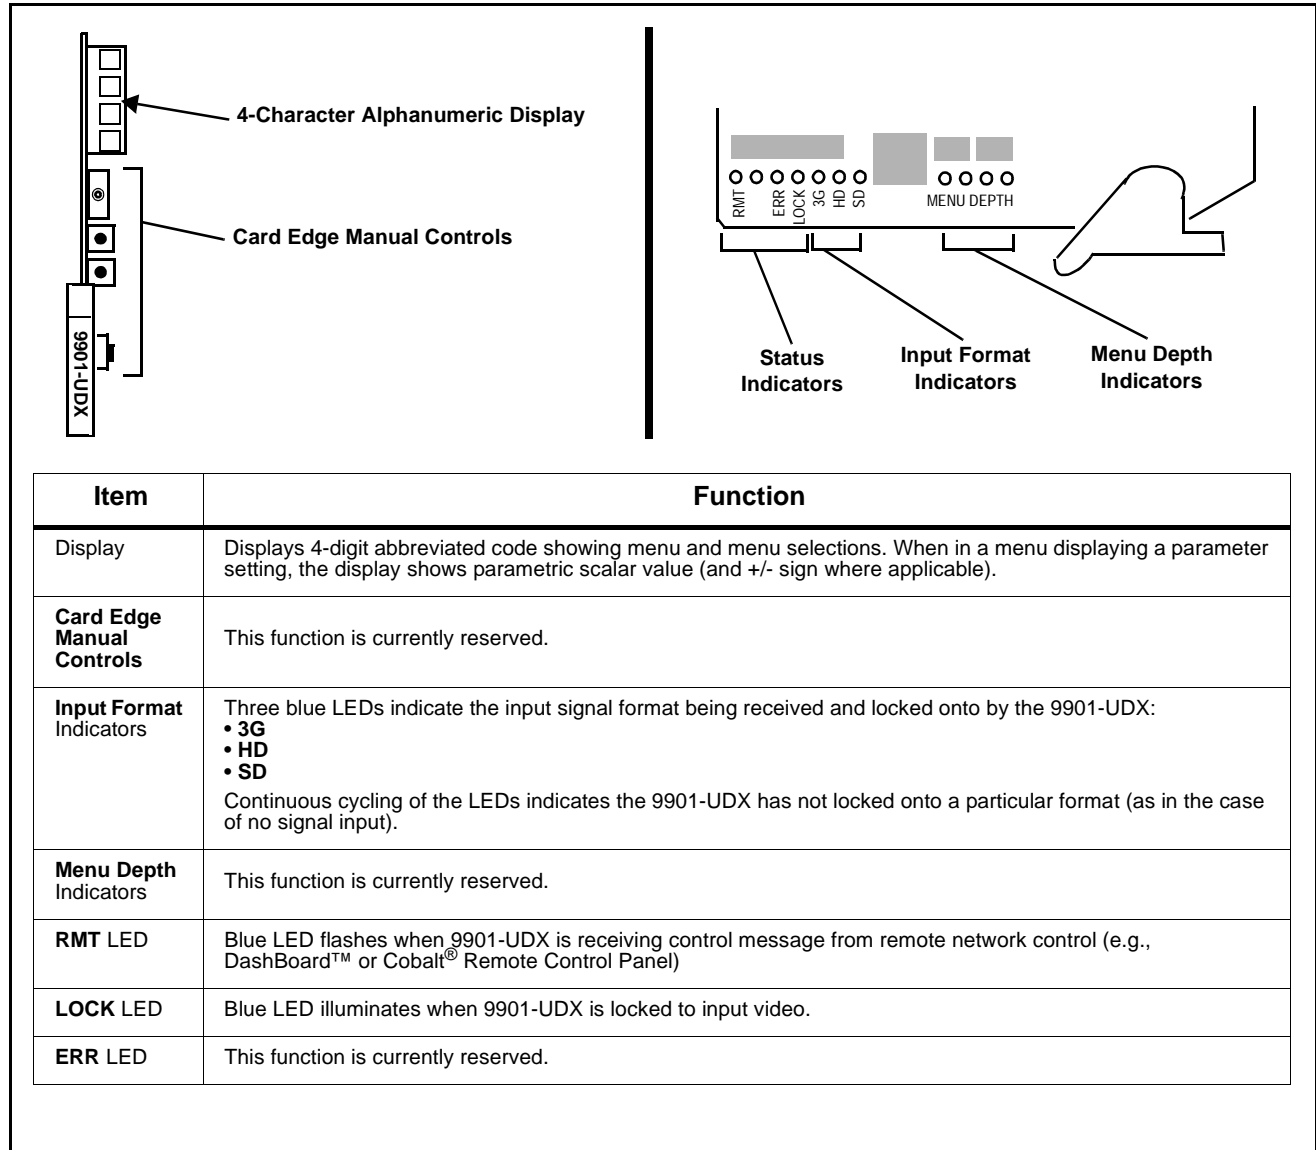 4-Character Alphanumeric Display
Card Edge Manual Controls
9901-UDX
RMT
ERR
LOCK
3G
HD
SD
MENU DEPTH
Status
Indicators
Input Format
Indicators
Menu Depth
Indicators
Item
Function
Display
Displays 4-digit abbreviated code showing menu and menu selections. When in a menu displaying a parameter
setting, the display shows parametric scalar value (and +/- sign where applicable).
Card Edge
Manual
Controls
This function is currently reserved.
Input Format
Indicators
Three blue LEDs indicate the input signal format being received and locked onto by the 9901-UDX:
• 3G
• HD
• SD
Continuous cycling of the LEDs indicates the 9901-UDX has not locked onto a particular format (as in the case
of no signal input).
Menu Depth
Indicators
This function is currently reserved.
RMT LED
Blue LED flashes when 9901-UDX is receiving control message from remote network control (e.g.,
DashBoard™ or Cobalt® Remote Control Panel)
LOCK LED
Blue LED illuminates when 9901-UDX is locked to input video.
ERR LED
This function is currently reserved.